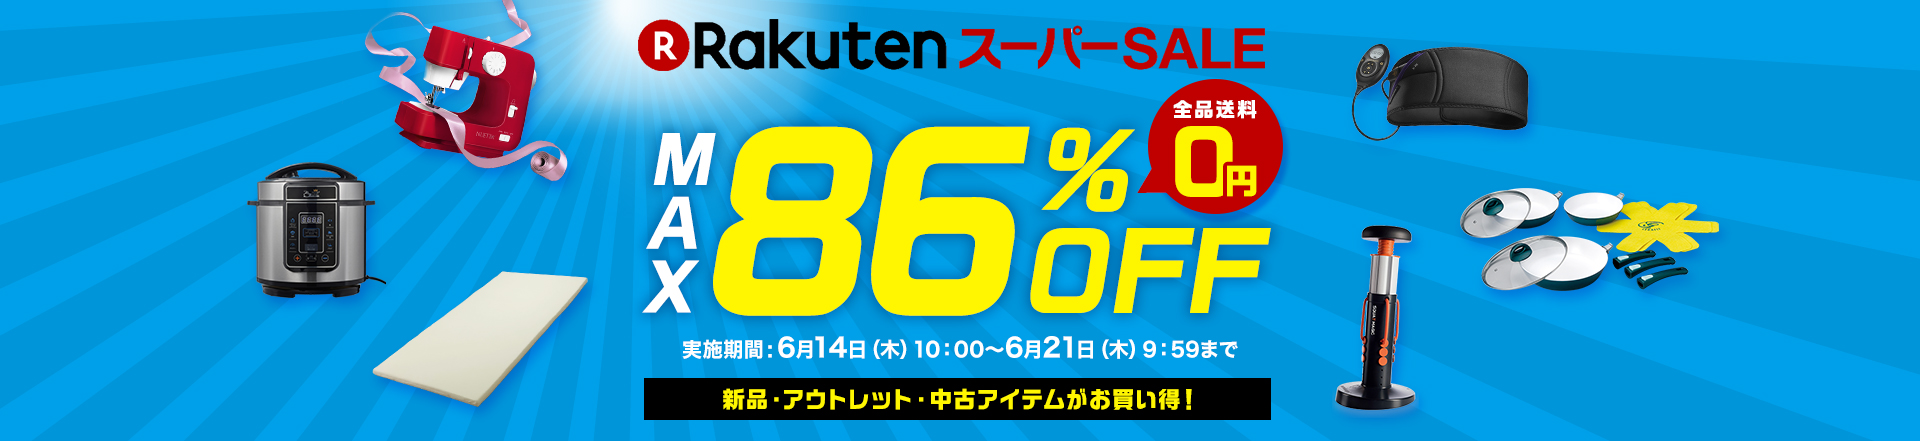 R Rakuten スーパーSALE
全品送料
0円
MAX 86%OFF
実施期間：6月14日（木）10：00～6月21日（木）9：59まで
新品・アウトレット・中古アイテムがお買い得！